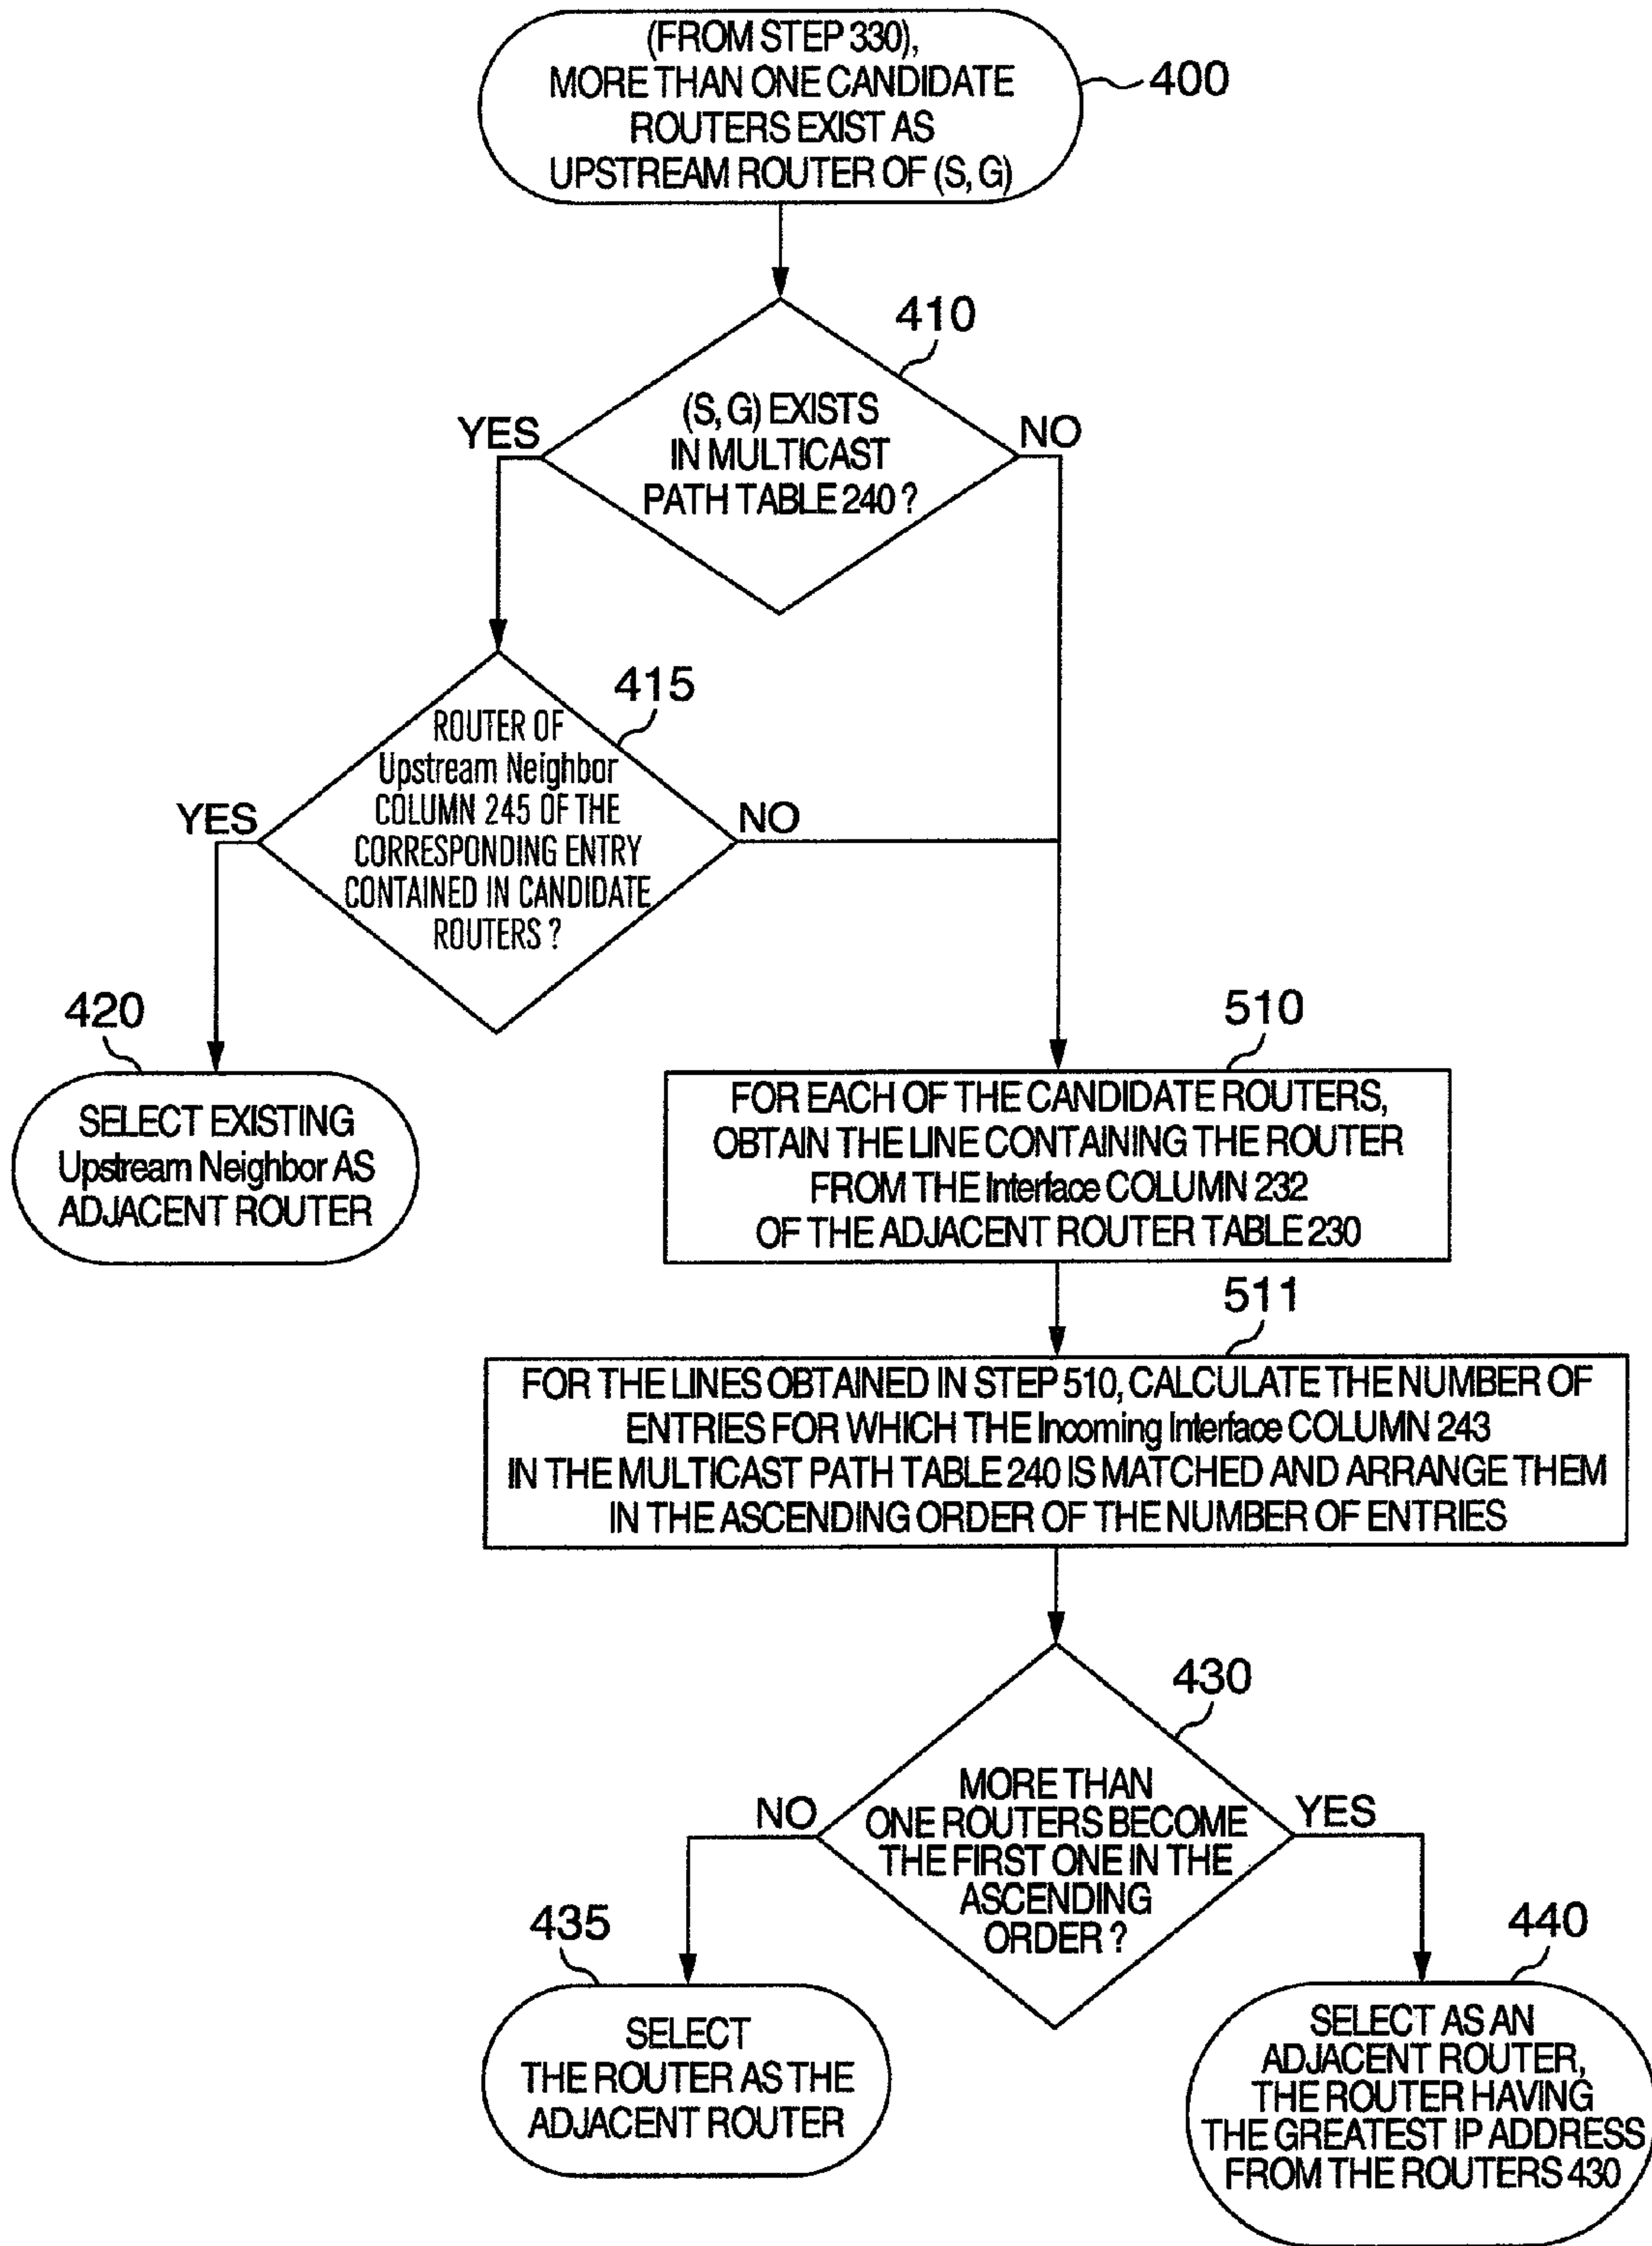 (FROM STEP 330),
MORE THAN ONE CANDIDATE
ROUTERS EXIST AS
UPSTREAM ROUTER OF (S, G)
400
410
(S, G) EXISTS
IN MULTICAST
PATH TABLE 240 ?
YES
NO
415
ROUTER OF
Upstream Neighbor
COLUMN 245 OF THE
CORRESPONDING ENTRY
CONTAINED IN CANDIDATE
ROUTERS ?
YES
NO
420
SELECT EXISTING
Upstream Neighbor AS
ADJACENT ROUTER
510
FOR EACH OF THE CANDIDATE ROUTERS,
OBTAIN THE LINE CONTAINING THE ROUTER
FROM THE Interface COLUMN 232
OF THE ADJACENT ROUTER TABLE 230
511
FOR THE LINES OBTAINED IN STEP 510, CALCULATE THE NUMBER OF
ENTRIES FOR WHICH THE Incoming Interface COLUMN 243
IN THE MULTICAST PATH TABLE 240 IS MATCHED AND ARRANGE THEM
IN THE ASCENDING ORDER OF THE NUMBER OF ENTRIES
430
MORE THAN
ONE ROUTERS BECOME
THE FIRST ONE IN THE
ASCENDING
ORDER ?
NO
YES
435
SELECT
THE ROUTER AS THE
ADJACENT ROUTER
440
SELECT AS AN
ADJACENT ROUTER,
THE ROUTER HAVING
THE GREATEST IP ADDRESS
FROM THE ROUTERS 430